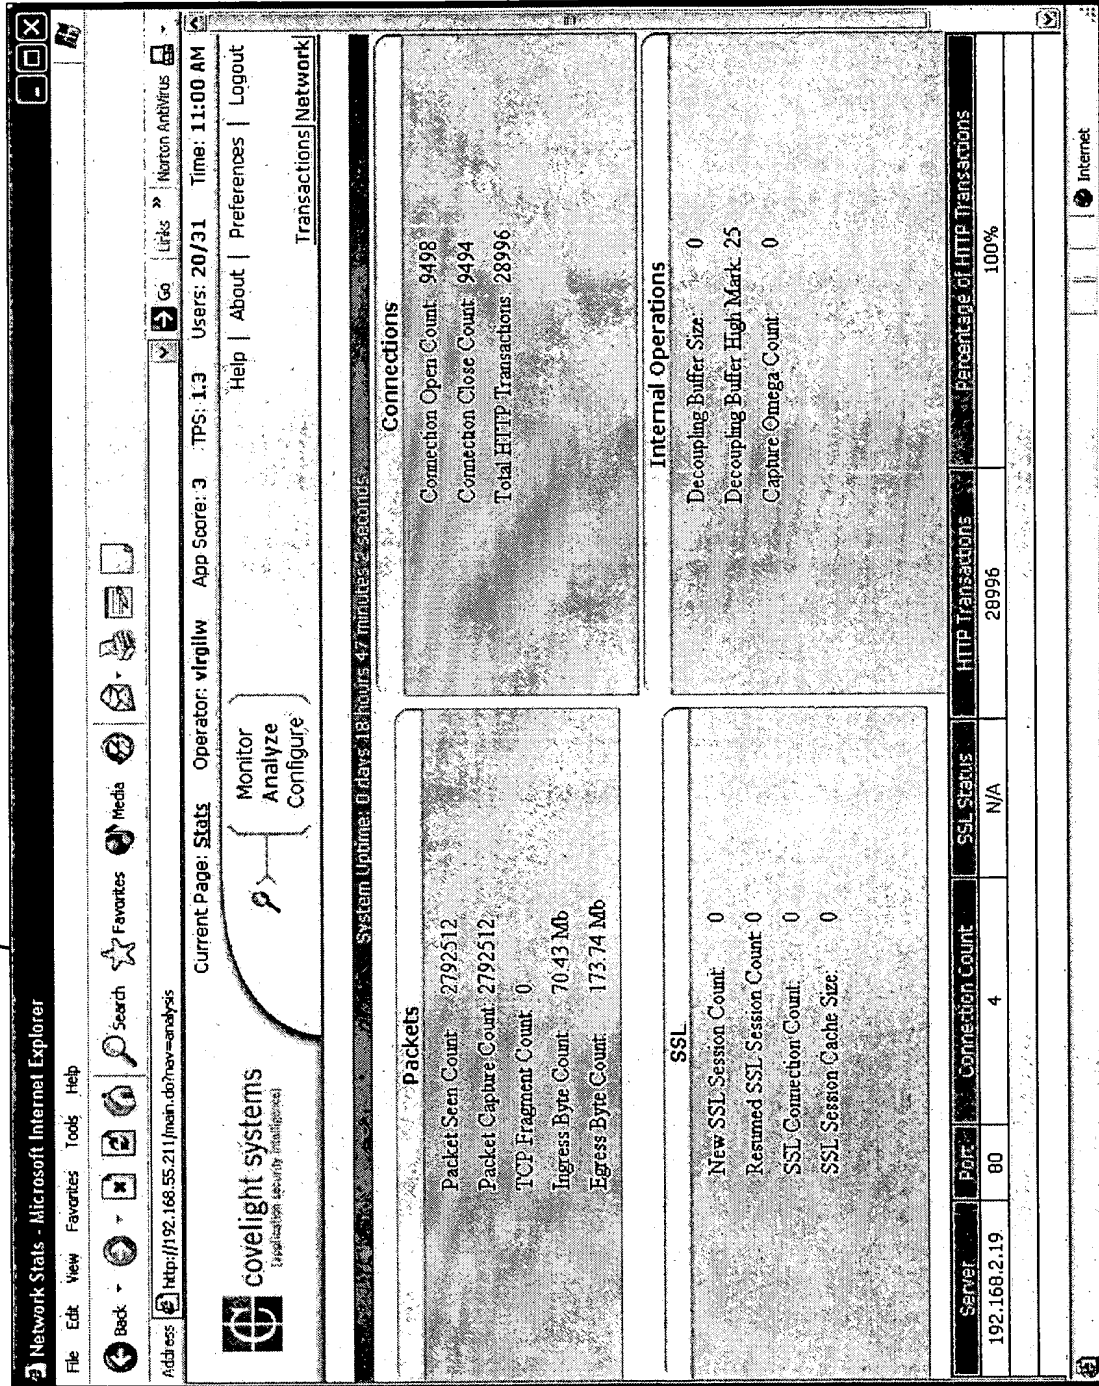 Network Stats - Microsoft Internet Explorer
File Edit View Favorites Tools Help
Back Search Favorites Media
Address http://192.168.55.211/main.do?nav=analysis Go Links » Norton AntiVirus
Current Page: Stats Operator: virgilw App Score: 3 TPS: 1.3 Users: 20/31 Time: 11:00 AM
covelight systems
[application security intelligence]
Monitor
Analyze
Configure
Help | About | Preferences | Logout
Transactions | Network
System Uptime: 0 days 18 hours 47 minutes 2 seconds
Packets
Packet Seen Count: 2792512
Packet Capture Count: 2792512
TCP Fragment Count: 0
Ingress Byte Count: 70.43 Mb
Egress Byte Count: 173.74 Mb
Connections
Connection Open Count: 9498
Connection Close Count: 9494
Total HTTP Transactions: 28996
SSL
New SSL Session Count: 0
Resumed SSL Session Count: 0
SSL Connection Count: 0
SSL Session Cache Size: 0
Internal Operations
Decoupling Buffer Size: 0
Decoupling Buffer High Mark: 25
Capture Omega Count: 0
Server Port Connection Count SSL Status HTTP Transactions Percentage of HTTP Transactions
192.168.2.19 80 4 N/A 28996 100%
Internet